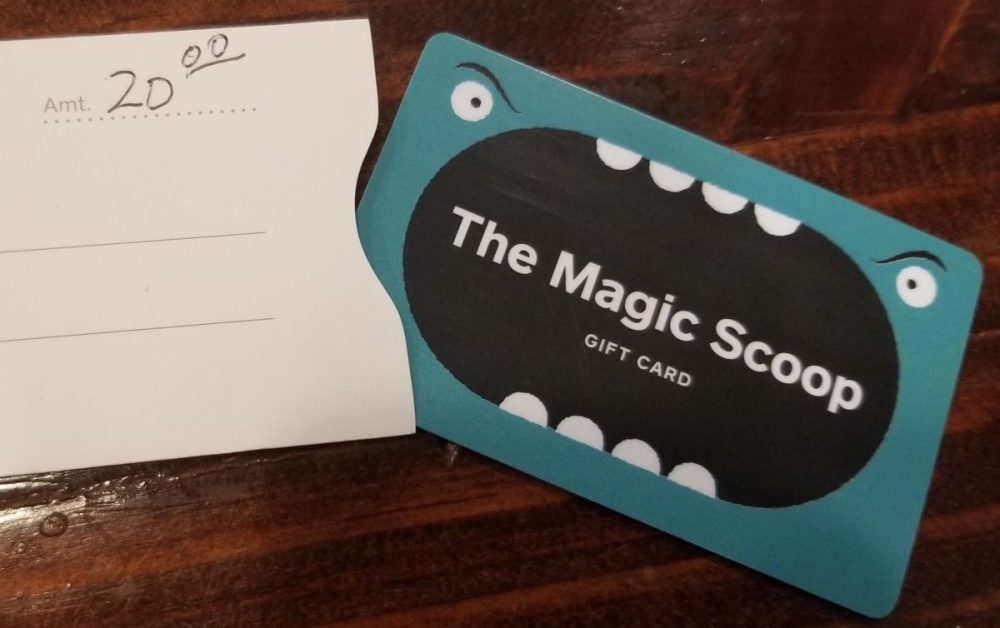 Amt. 20 00
The Magic Scoop
GIFT CARD